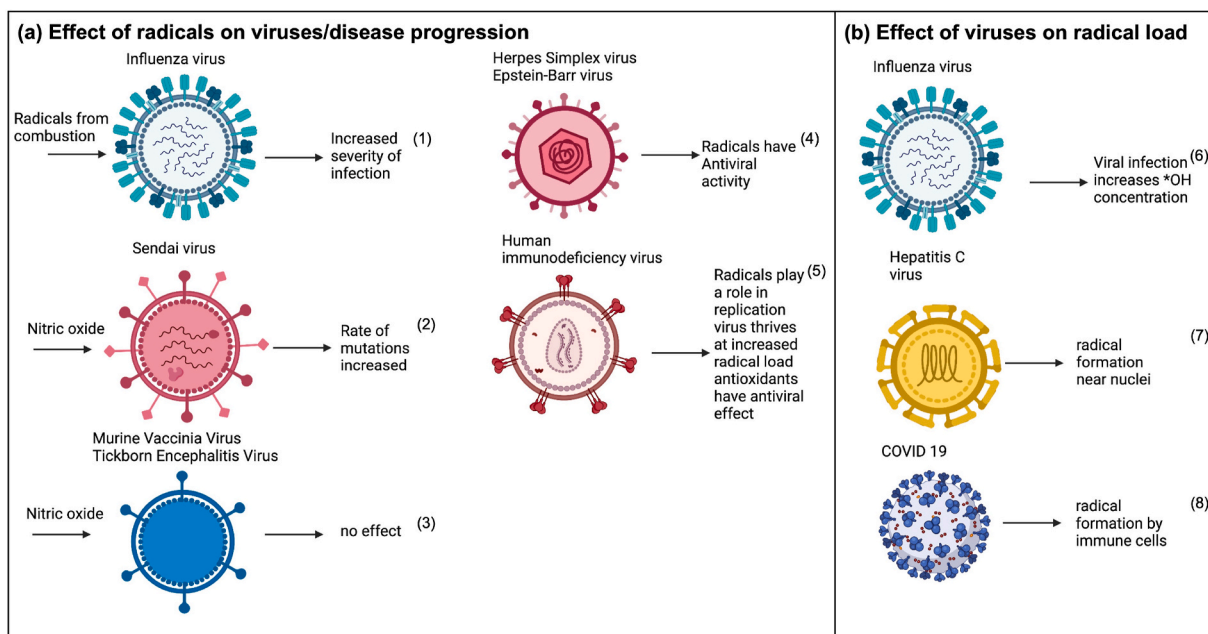 (a) Effect of radicals on viruses/disease progression
Influenza virus
Radicals from
combustion
Increased
severity of
infection
(1)
Herpes Simplex virus
Epstein-Barr virus
Radicals have
Antiviral
activity
(4)
Sendai virus
Nitric oxide
Rate of
mutations
increased
(2)
Human
immunodeficiency virus
Radicals play
a role in
replication
virus thrives
at increased
radical load
antioxidants
have antiviral
effect
(5)
Murine Vaccinia Virus
Tickborn Encephalitis Virus
Nitric oxide
no effect
(3)
(b) Effect of viruses on radical load
Influenza virus
Viral infection
increases *OH
concentration
(6)
Hepatitis C
virus
radical
formation
near nuclei
(7)
COVID 19
radical
formation by
immune cells
(8)